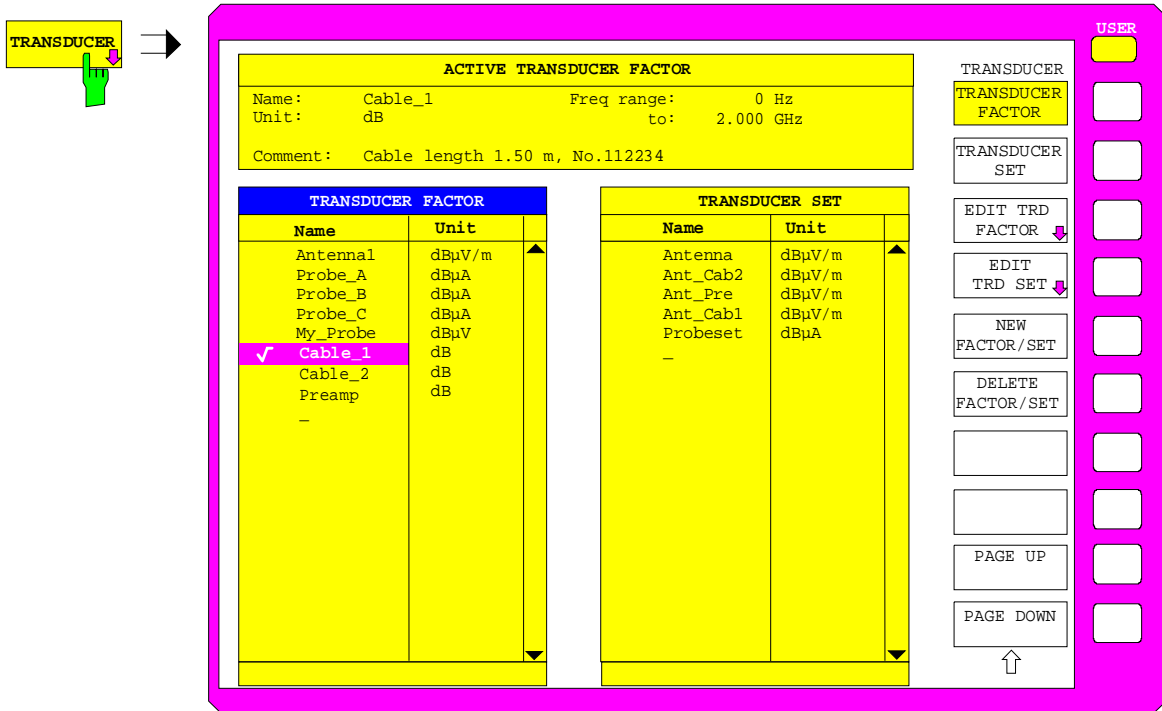 TRANSDUCER
USER
ACTIVE TRANSDUCER FACTOR
Name: Cable_1 Freq range: 0 Hz
Unit: dB to: 2.000 GHz
Comment: Cable length 1.50 m, No.112234
TRANSDUCER FACTOR
Name Unit
Antenna1 dBµV/m
Probe_A dBµA
Probe_B dBµA
Probe_C dBµA
My_Probe dBµV
√ Cable_1 dB
Cable_2 dB
Preamp dB
_
TRANSDUCER SET
Name Unit
Antenna dBµV/m
Ant_Cab2 dBµV/m
Ant_Pre dBµV/m
Ant_Cab1 dBµV/m
Probeset dBµA
_
TRANSDUCER
TRANSDUCER
FACTOR
TRANSDUCER
SET
EDIT TRD
FACTOR
EDIT
TRD SET
NEW
FACTOR/SET
DELETE
FACTOR/SET
PAGE UP
PAGE DOWN